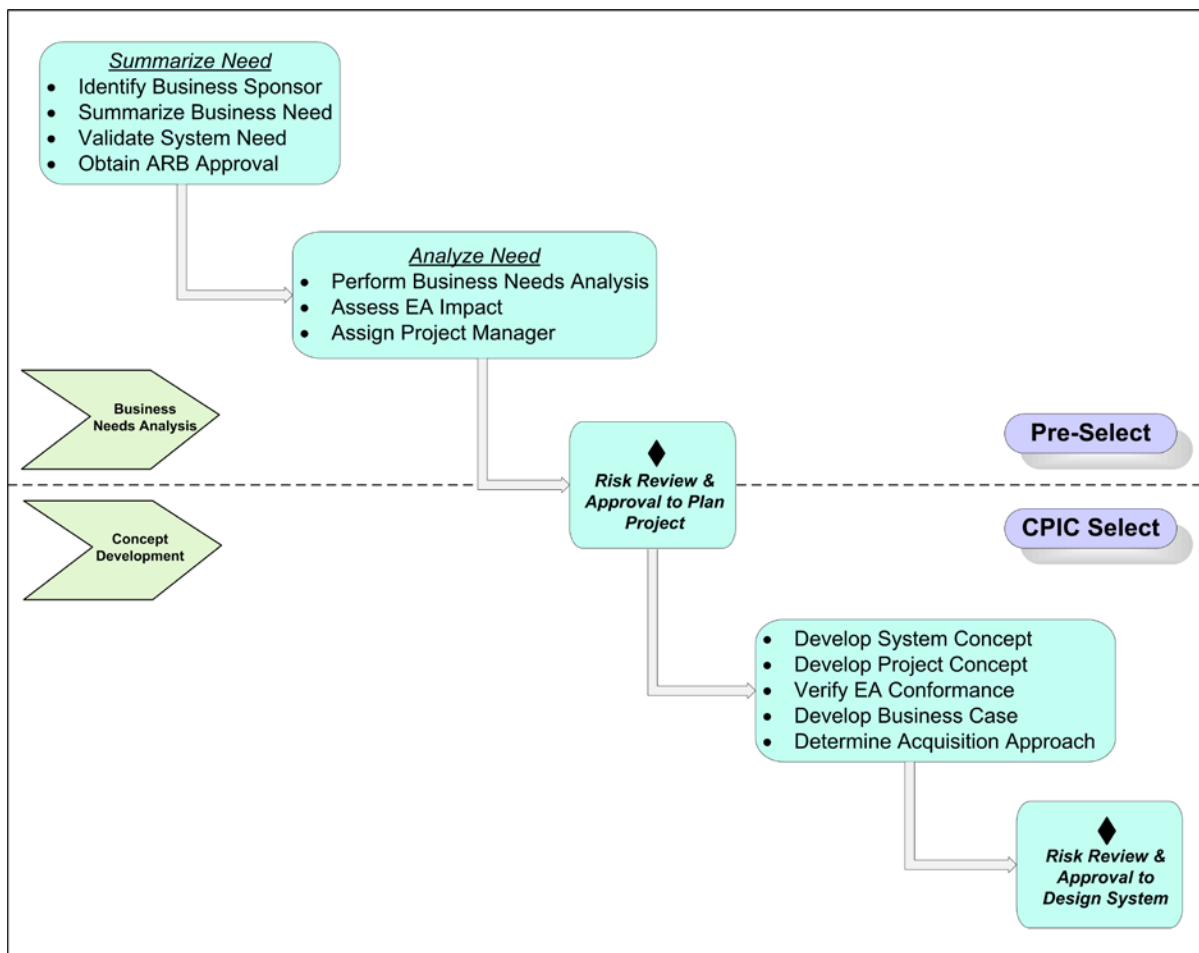 Summarize Need
• Identify Business Sponsor
• Summarize Business Need
• Validate System Need
• Obtain ARB Approval
Analyze Need
• Perform Business Needs Analysis
• Assess EA Impact
• Assign Project Manager
Business
Needs Analysis
Pre-Select
Risk Review &
Approval to Plan
Project
Concept
Development
CPIC Select
• Develop System Concept
• Develop Project Concept
• Verify EA Conformance
• Develop Business Case
• Determine Acquisition Approach
Risk Review &
Approval to
Design System